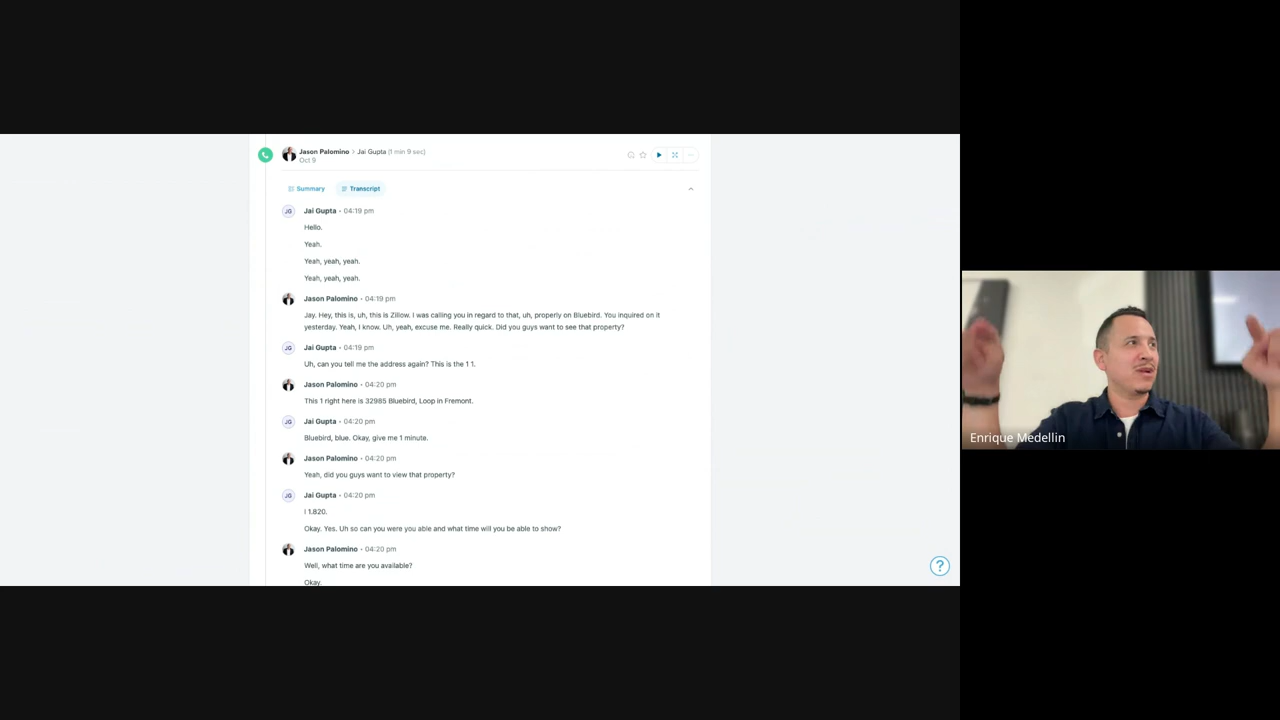 Jason Palomino > Jai Gupta (1 min 9 sec)
Oct 9
Summary
Transcript
JG Jai Gupta • 04:19 pm
Hello.
Yeah.
Yeah, yeah, yeah.
Yeah, yeah, yeah.
Jason Palomino • 04:19 pm
Jay. Hey, this is, uh, this is Zillow. I was calling you in regard to that, uh, properly on Bluebird. You inquired on it
yesterday. Yeah, I know. Uh, yeah, excuse me. Really quick. Did you guys want to see that property?
JG Jai Gupta • 04:19 pm
Uh, can you tell me the address again? This is the 1 1.
Jason Palomino • 04:20 pm
This 1 right here is 32985 Bluebird, Loop in Fremont.
JG Jai Gupta • 04:20 pm
Bluebird, blue. Okay, give me 1 minute.
Jason Palomino • 04:20 pm
Yeah, did you guys want to view that property?
JG Jai Gupta • 04:20 pm
I 1.820.
Okay. Yes. Uh so can you were you able and what time will you be able to show?
Jason Palomino • 04:20 pm
Well, what time are you available?
Okay.
?
Enrique Medellin